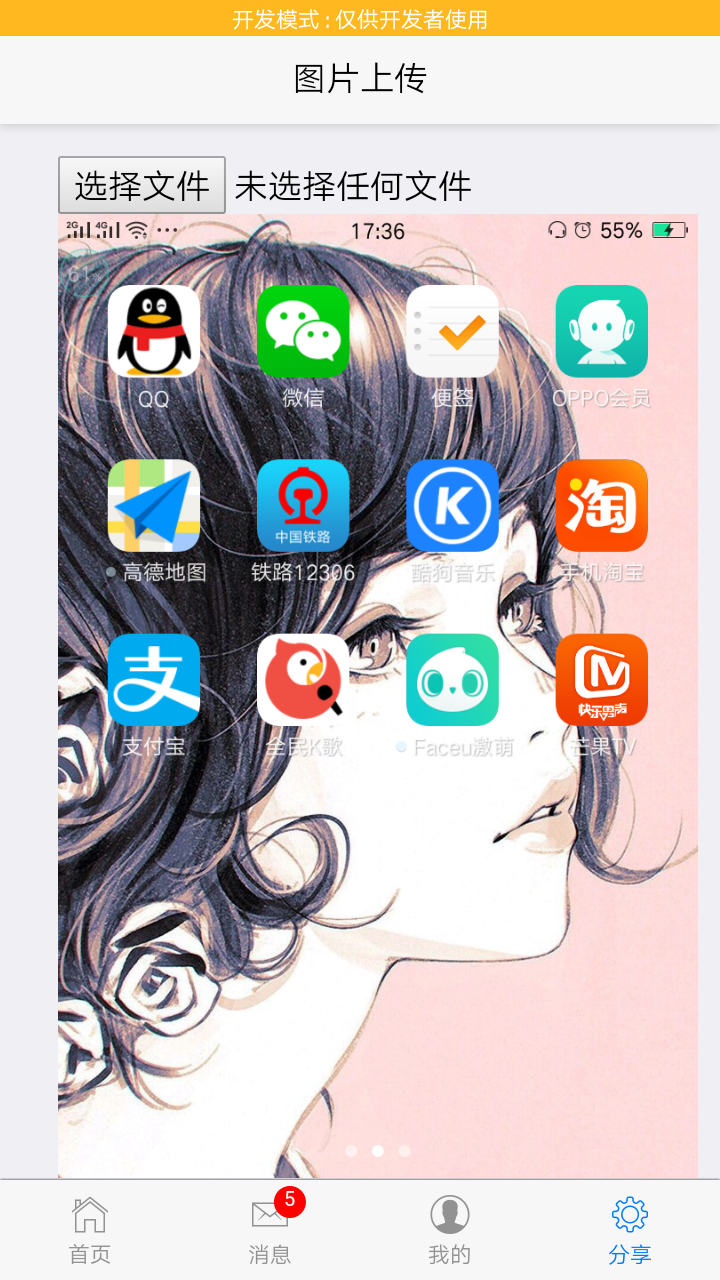 开发模式 : 仅供开发者使用
图片上传
选择文件 未选择任何文件
2G 4G 17:36 55%
61%
QQ 微信 便签 OPPO会员
中国铁路
淘
高德地图 铁路12306 酷狗音乐 手机淘宝
支
快乐男声
支付宝 全民K歌 Faceu激萌 芒果TV
5
首页 消息 我的 分享